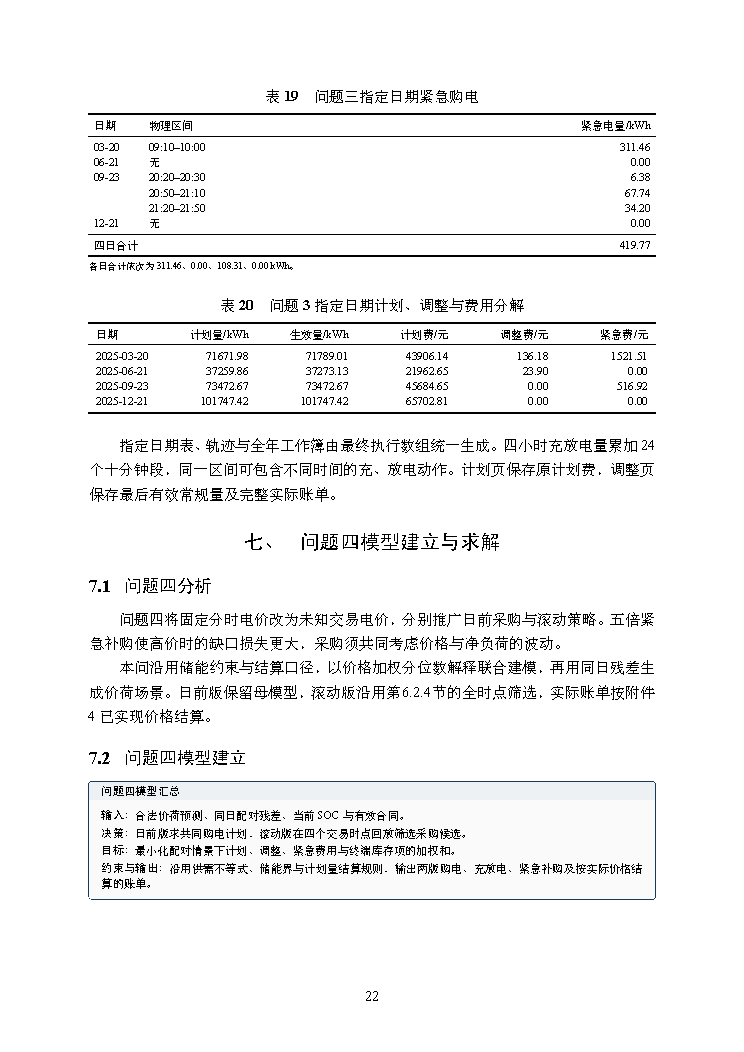 表 19 问题三指定日期紧急购电
日期 物理区间 紧急电量/kWh
03-20 09:10–10:00 311.46
06-21 无 0.00
09-23 20:20–20:30 6.38
20:50–21:10 67.74
21:20–21:50 34.20
12-21 无 0.00
四日合计 419.77
各日合计依次为 311.46、0.00、108.31、0.00 kWh。
表 20 问题 3 指定日期计划、调整与费用分解
日期 计划量/kWh 生效量/kWh 计划费/元 调整费/元 紧急费/元
2025-03-20 71671.98 71789.01 43906.14 136.18 1521.51
2025-06-21 37259.86 37273.13 21962.65 23.90 0.00
2025-09-23 73472.67 73472.67 45684.65 0.00 516.92
2025-12-21 101747.42 101747.42 65702.81 0.00 0.00
指定日期表、轨迹与全年工作簿由最终执行数组统一生成。四小时充放电量累加 24
个十分钟段，同一区间可包含不同时间的充、放电动作。计划页保存原计划费，调整页
保存最后有效常规量及完整实际账单。
七、 问题四模型建立与求解
7.1 问题四分析
问题四将固定分时电价改为未知交易电价，分别推广日前采购与滚动策略。五倍紧
急补购使高价时的缺口损失更大，采购须共同考虑价格与净负荷的波动。
本问沿用储能约束与结算口径，以价格加权分位数解释联合建模，再用同日残差生
成价荷场景。日前版保留母模型，滚动版沿用第6.2.4节的全时点筛选，实际账单按附件
4 已实现价格结算。
7.2 问题四模型建立
问题四模型汇总
输入：合法价荷预测、同日配对残差、当前 SOC 与有效合同。
决策：日前版求共同购电计划，滚动版在四个交易时点回放筛选采购候选。
目标：最小化配对情景下计划、调整、紧急费用与终端库存项的加权和。
约束与输出：沿用供需不等式、储能界与计划量结算规则，输出两版购电、充放电、紧急补购及按实际价格结
算的账单。
22